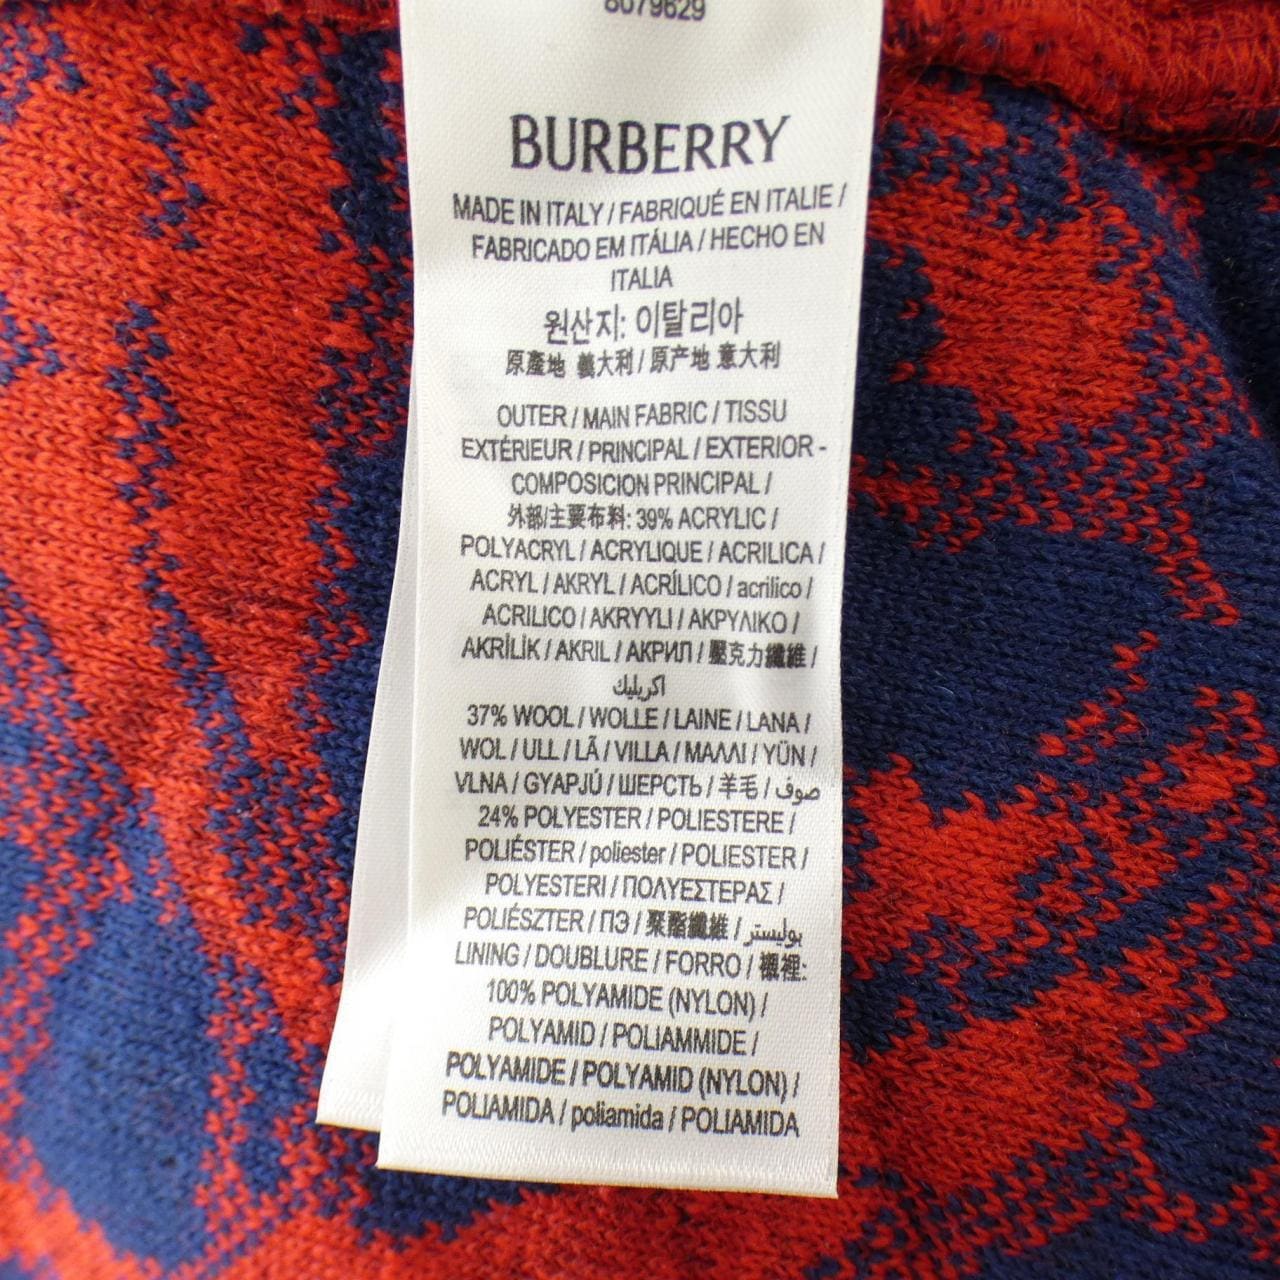 8079629
BURBERRY
MADE IN ITALY / FABRIQUÉ EN ITALIE /
FABRICADO EM ITÁLIA / HECHO EN
ITALIA
원산지: 이탈리아
原產地 義大利 / 原产地 意大利
OUTER / MAIN FABRIC / TISSU
EXTÉRIEUR / PRINCIPAL / EXTERIOR -
COMPOSICION PRINCIPAL /
外部/主要布料: 39% ACRYLIC /
POLYACRYL / ACRYLIQUE / ACRILICA /
ACRYL / AKRYL / ACRÍLICO / acrilico /
ACRILICO / AKRYYLI / ΑΚΡΥΛΙΚΟ /
AKRİLİK / AKRIL / АКРИЛ / 壓克力纖維 /
اكريليك
37% WOOL / WOLLE / LAINE / LANA /
WOL / ULL / LÃ / VILLA / ΜΑΛΛΙ / YÜN /
VLNA / GYAPJÚ / ШЕРСТЬ / 羊毛 / صوف
24% POLYESTER / POLIESTERE /
POLIÉSTER / poliester / POLIESTER /
POLYESTERI / ΠΟΛΥΕΣΤΕΡΑΣ /
POLIÉSZTER / ПЭ / 聚酯纖維 / بوليستر
LINING / DOUBLURE / FORRO / 襯裡:
100% POLYAMIDE (NYLON) /
POLYAMID / POLIAMMIDE /
POLYAMIDE / POLYAMID (NYLON) /
POLIAMIDA / poliamida / POLIAMIDA